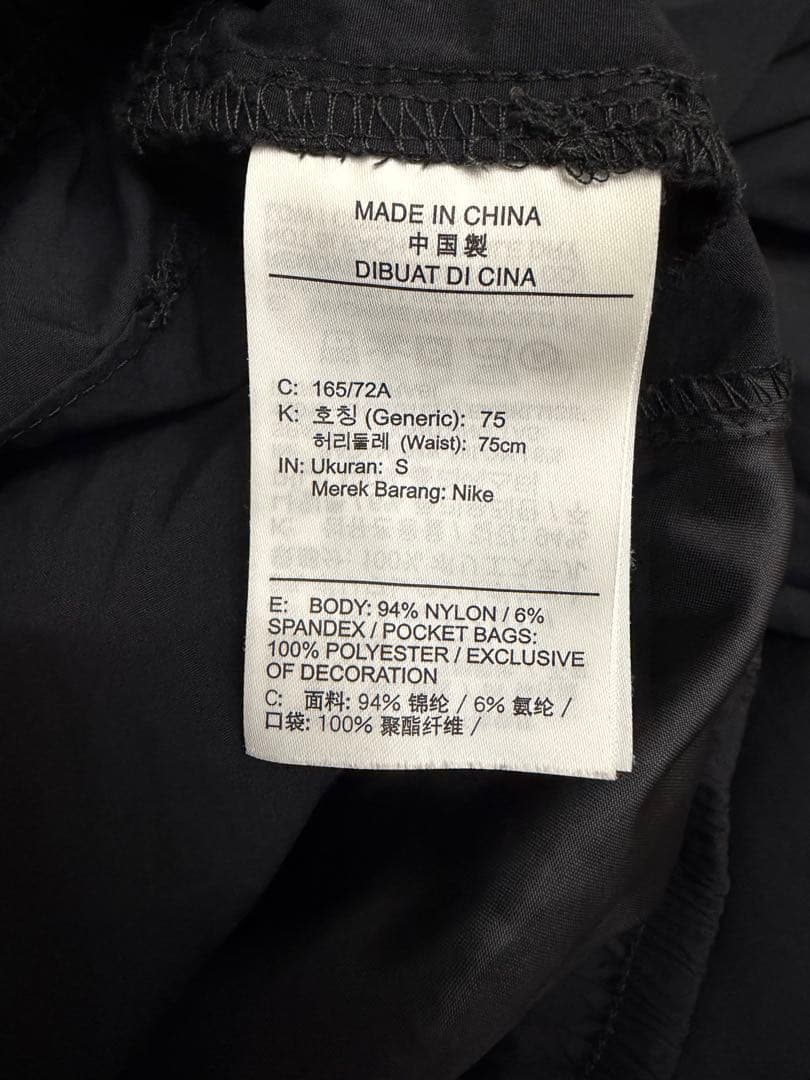 MADE IN CHINA
中国製
DIBUAT DI CINA
C: 165/72A
K: 호칭 (Generic): 75
허리둘레 (Waist): 75cm
IN: Ukuran: S
Merek Barang: Nike
E: BODY: 94% NYLON / 6%
SPANDEX / POCKET BAGS:
100% POLYESTER / EXCLUSIVE
OF DECORATION
C: 面料: 94% 锦纶 / 6% 氨纶 /
口袋: 100% 聚酯纤维 /